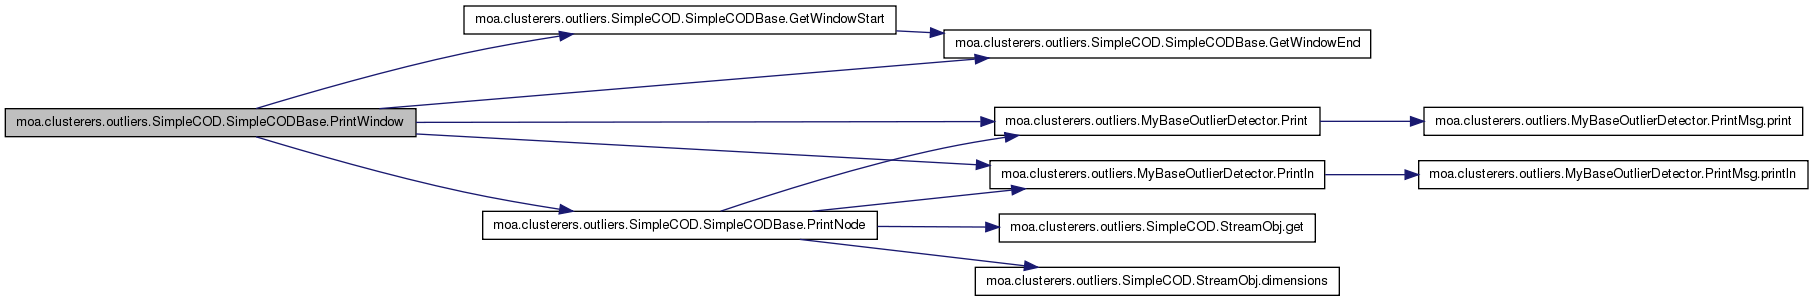 moa.clusterers.outliers.SimpleCOD.SimpleCODBase.GetWindowStart
moa.clusterers.outliers.SimpleCOD.SimpleCODBase.GetWindowEnd
moa.clusterers.outliers.SimpleCOD.SimpleCODBase.PrintWindow
moa.clusterers.outliers.MyBaseOutlierDetector.Print
moa.clusterers.outliers.MyBaseOutlierDetector.PrintMsg.print
moa.clusterers.outliers.MyBaseOutlierDetector.Println
moa.clusterers.outliers.MyBaseOutlierDetector.PrintMsg.println
moa.clusterers.outliers.SimpleCOD.SimpleCODBase.PrintNode
moa.clusterers.outliers.SimpleCOD.StreamObj.get
moa.clusterers.outliers.SimpleCOD.StreamObj.dimensions